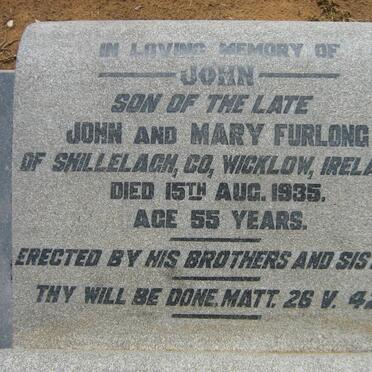 IN LOVING MEMORY OF
JOHN
SON OF THE LATE
JOHN AND MARY FURLONG
OF SHILLELAGH, CO, WICKLOW, IRELA
DIED 15TH AUG. 1935.
AGE 55 YEARS.
ERECTED BY HIS BROTHERS AND SIS
THY WILL BE DONE. MATT. 26 V. 42